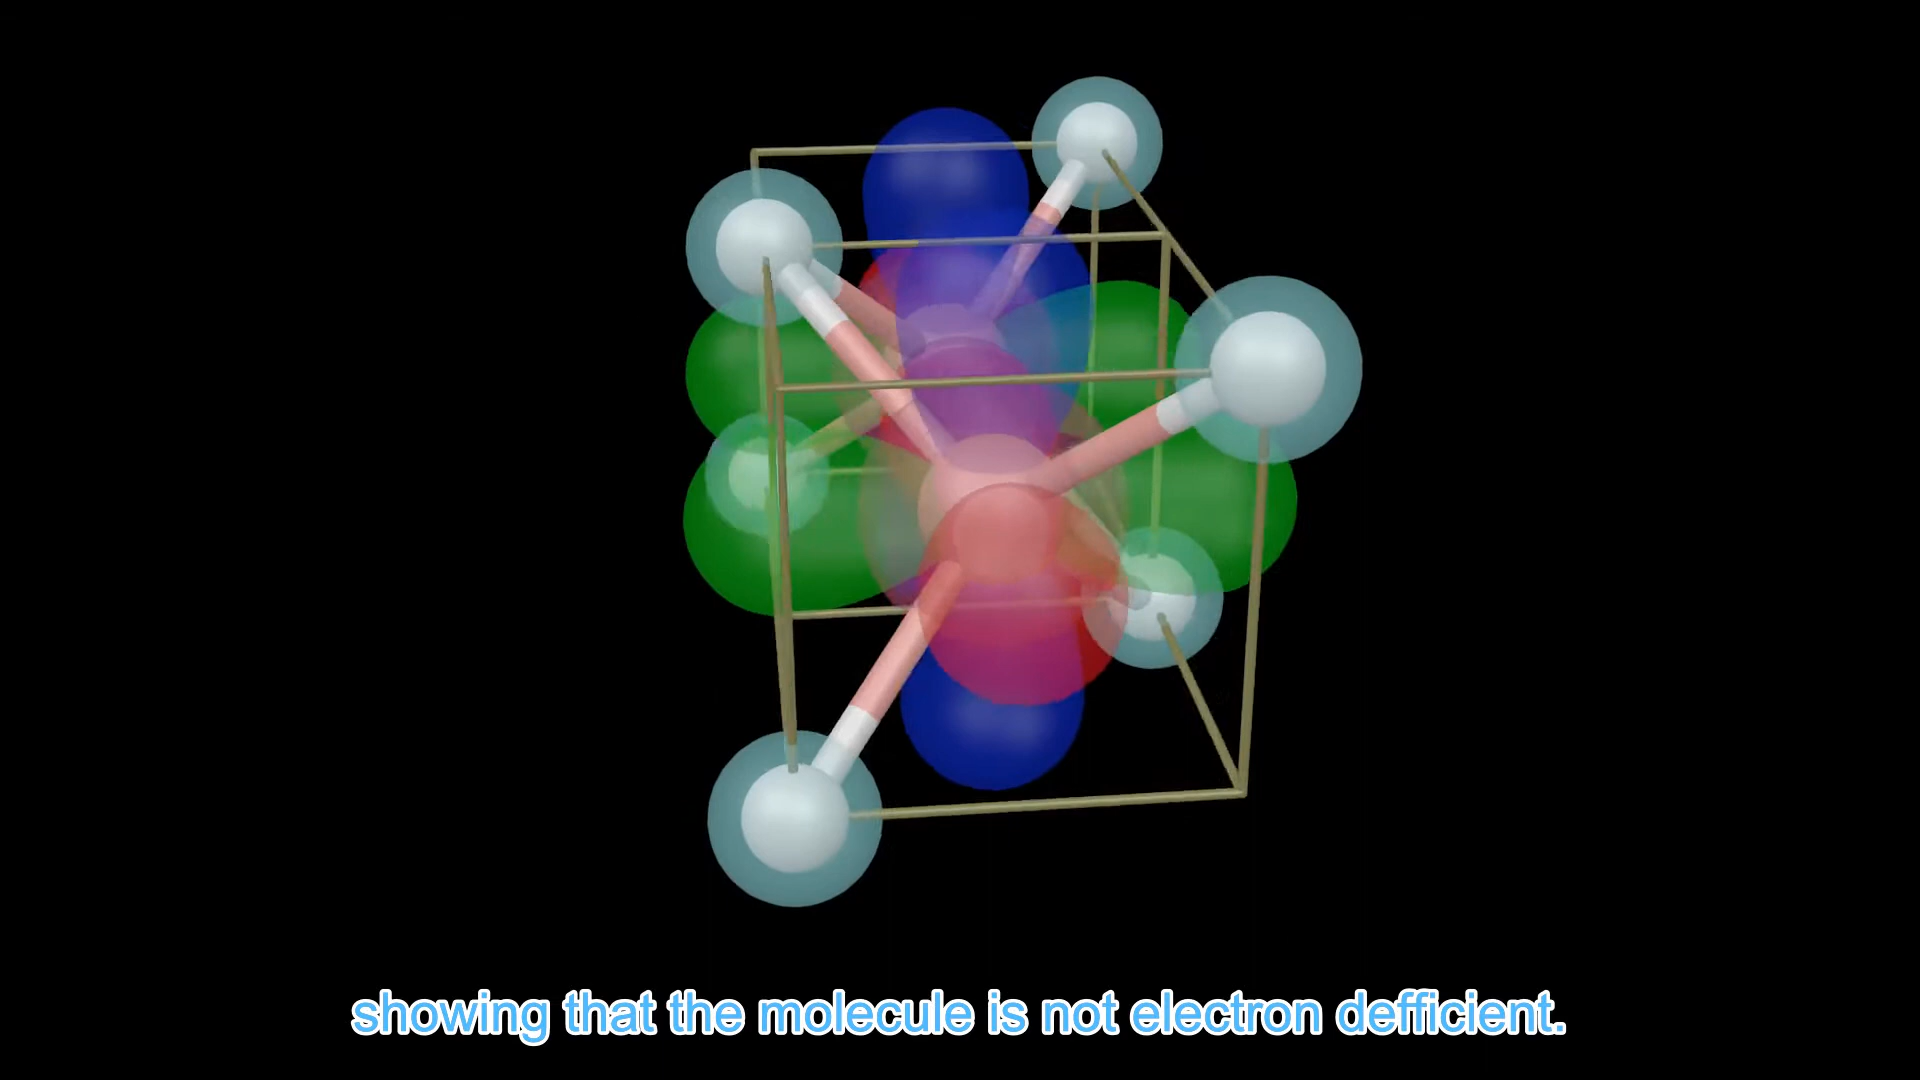 showing that the molecule is not electron defficient.